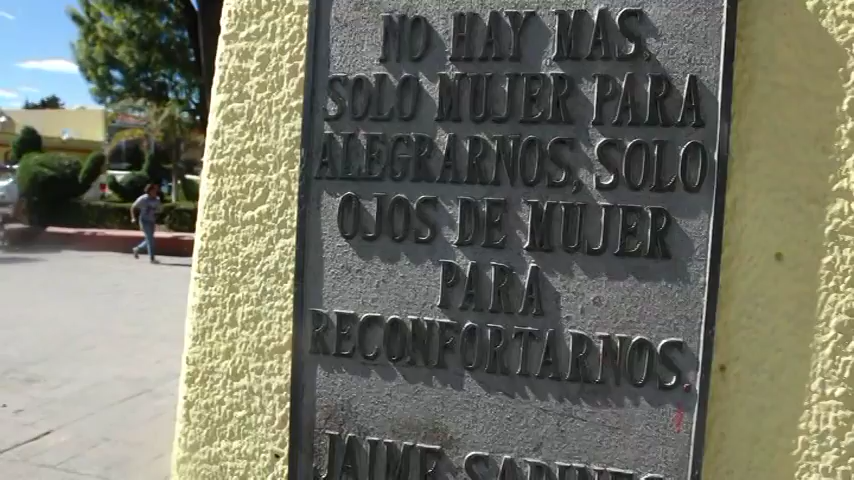 NO HAY MAS,
SOLO MUJER PARA
ALEGRARNOS, SOLO
OJOS DE MUJER
PARA
RECONFORTARNOS.
JAIME SABINES